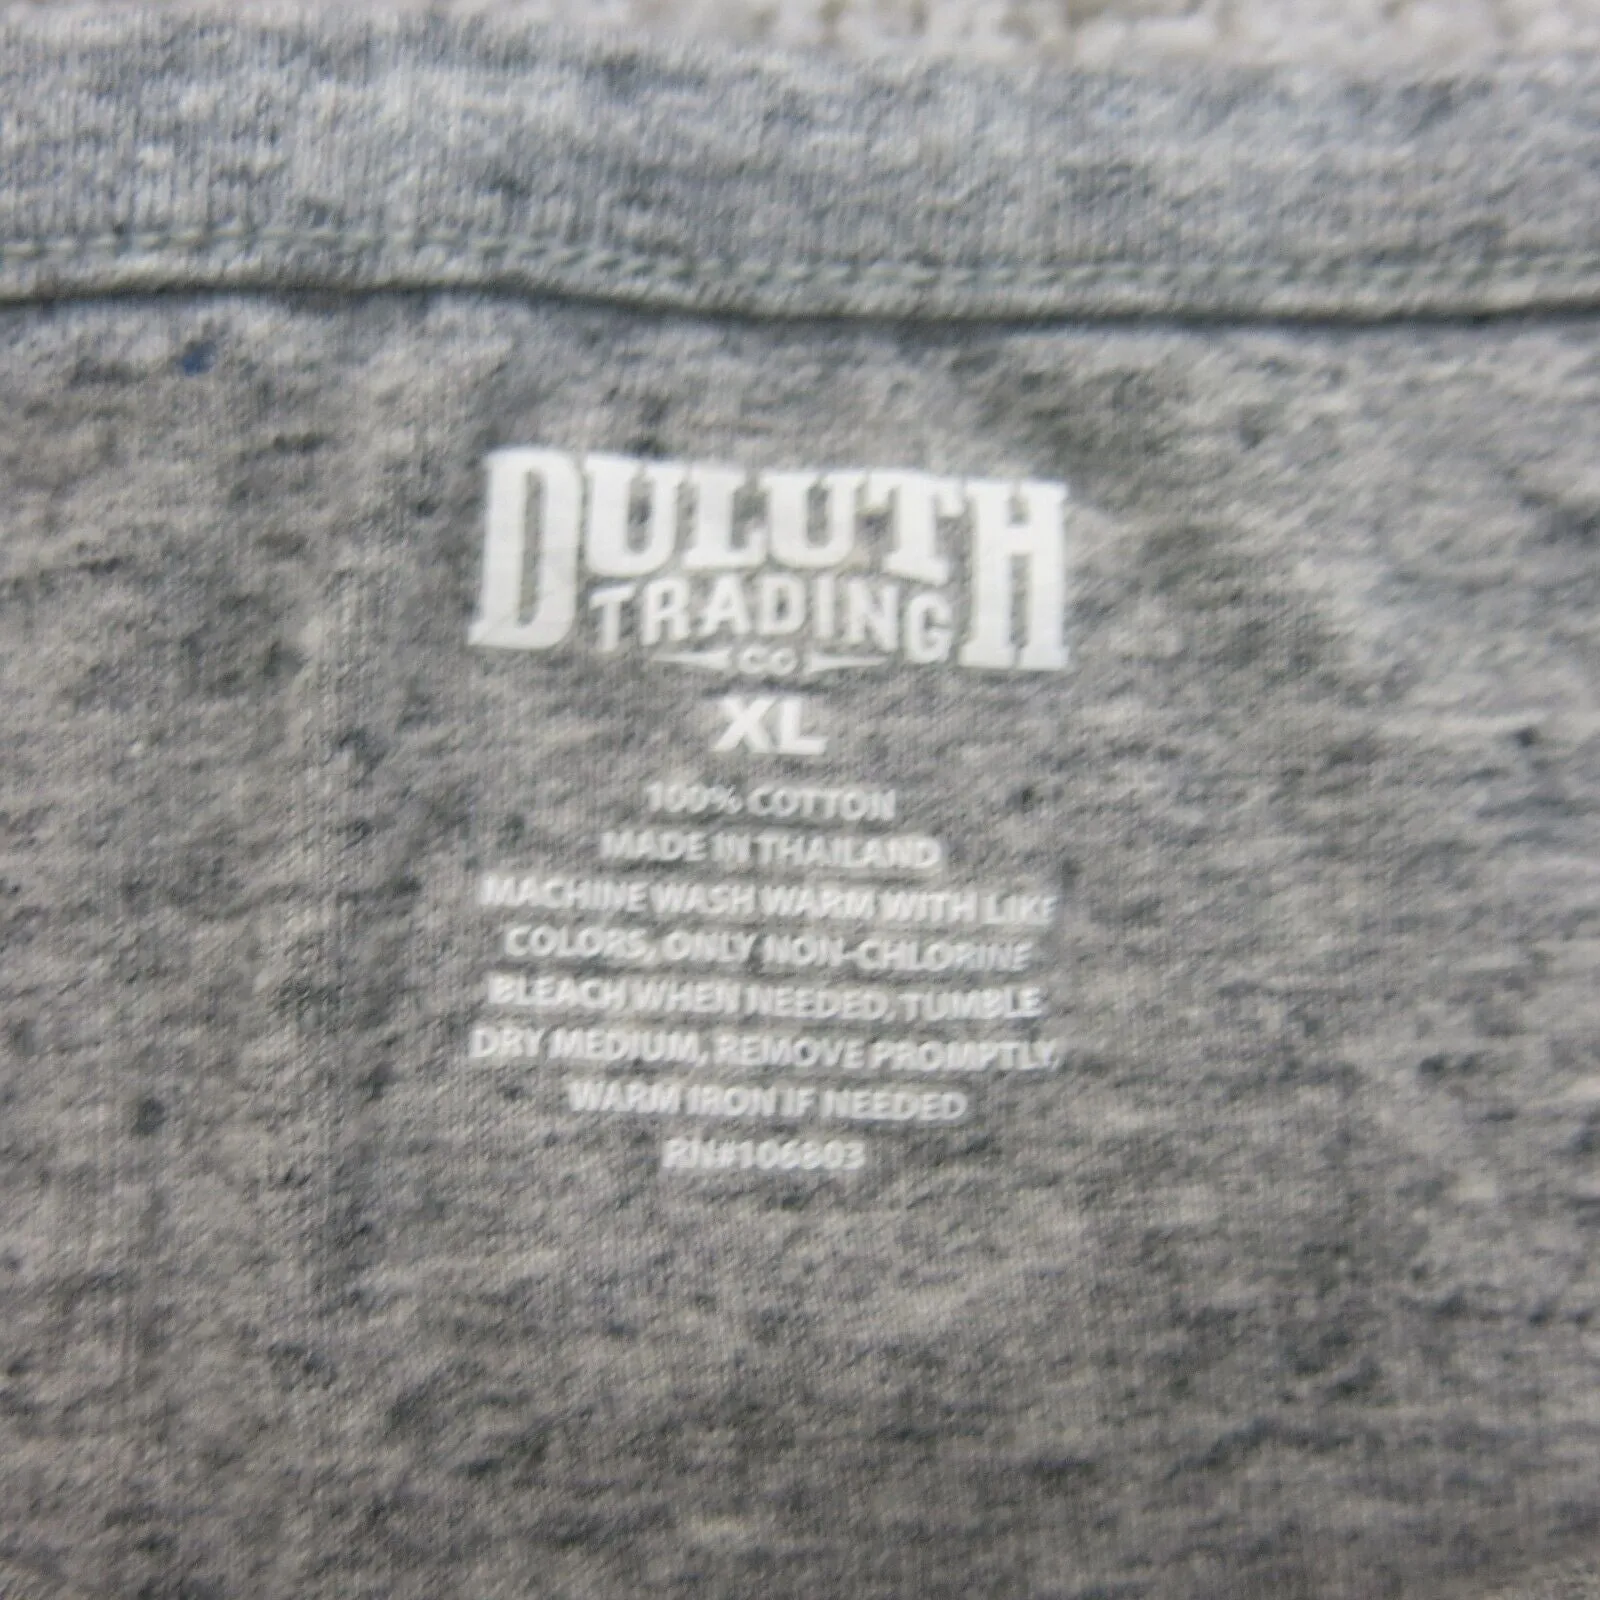 DULUTH
TRADING
CO
XL
100% COTTON
MADE IN THAILAND
MACHINE WASH WARM WITH LIKE
COLORS, ONLY NON-CHLORINE
BLEACH WHEN NEEDED, TUMBLE
DRY MEDIUM, REMOVE PROMPTLY,
WARM IRON IF NEEDED
RN#106803